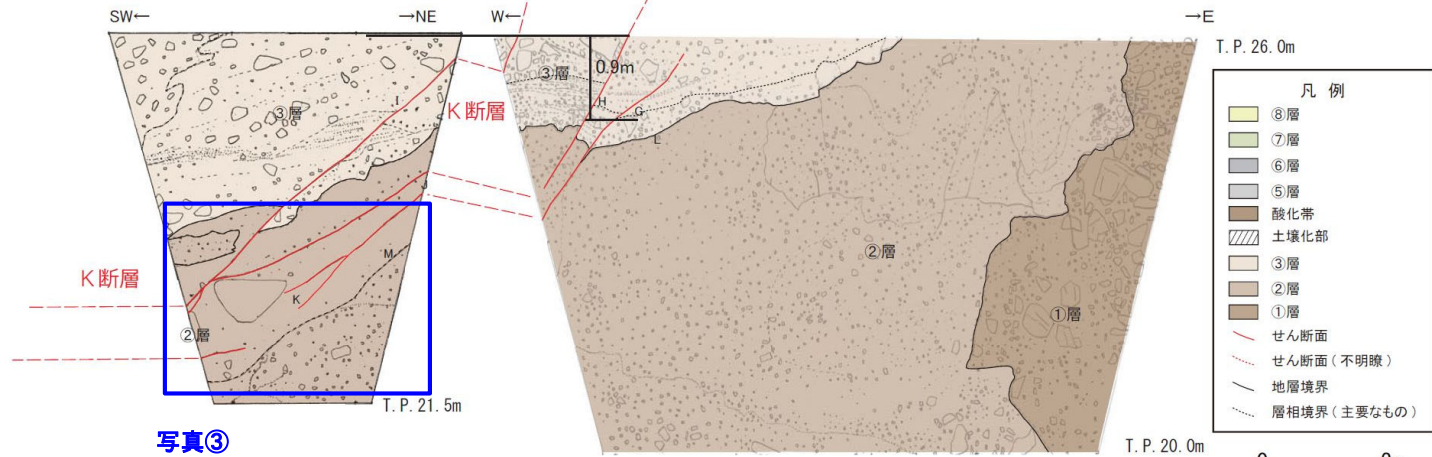 SW← →NE W← →E
T.P.26.0m
0.9m
③層
③層
I
H
G
K断層
L
凡 例
⑧層
⑦層
⑥層
⑤層
酸化帯
土壌化部
③層
②層
①層
せん断面
せん断面(不明瞭)
地層境界
層相境界(主要なもの)
J
M
K
K断層
②層
②層
①層
T.P.21.5m
写真③
T.P.20.0m